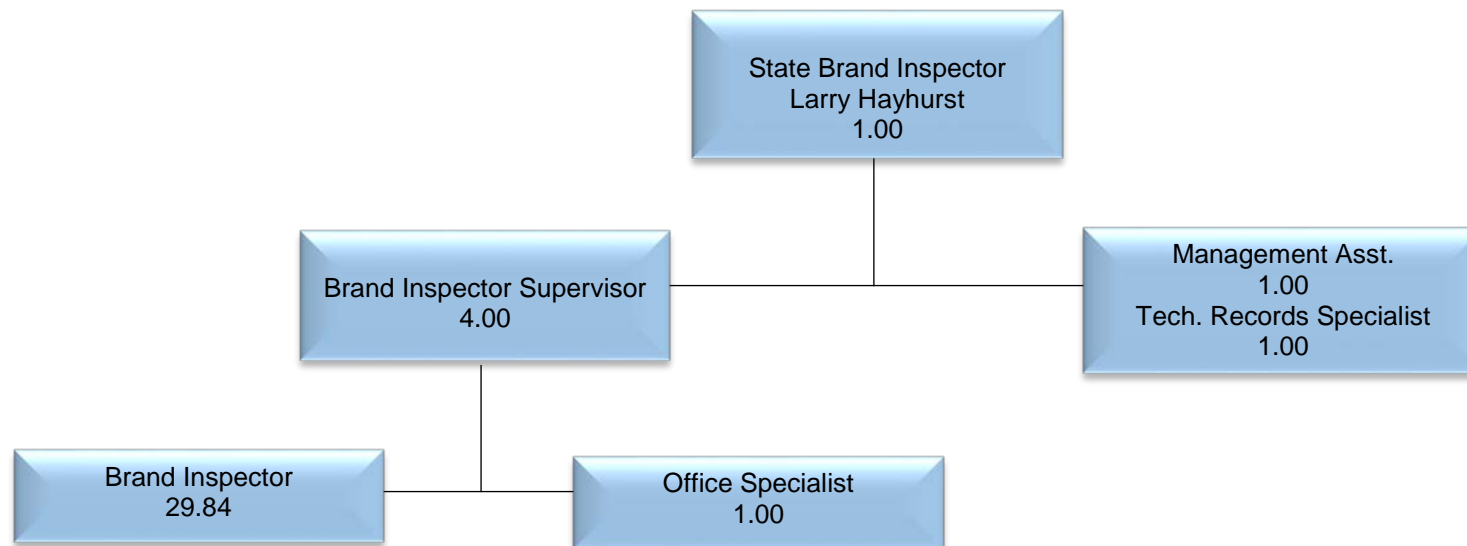 State Brand Inspector
Larry Hayhurst
1.00
Brand Inspector Supervisor
4.00
Management Asst.
1.00
Tech. Records Specialist
1.00
Brand Inspector
29.84
Office Specialist
1.00